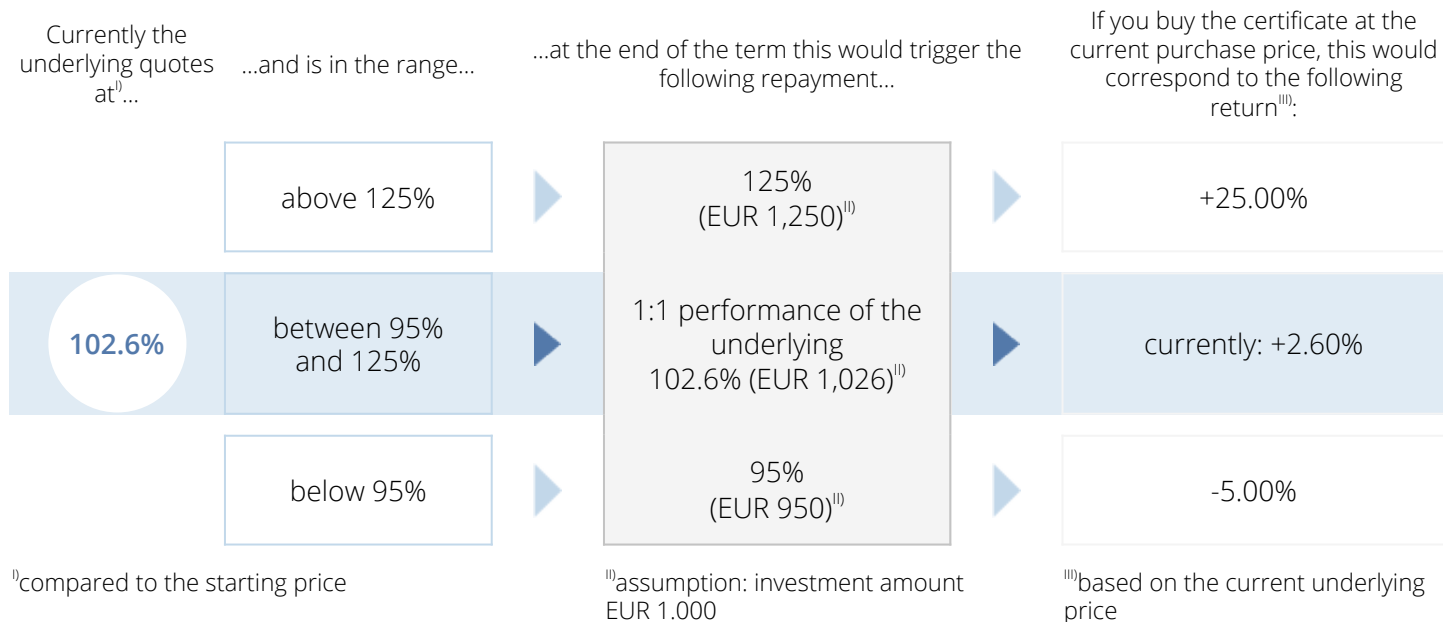 Currently the
underlying quotes
at^I)...
...and is in the range...
...at the end of the term this would trigger the
following repayment...
If you buy the certificate at the
current purchase price, this would
correspond to the following
return^III):
above 125%
125%
(EUR 1,250)^II)
+25.00%
102.6%
between 95%
and 125%
1:1 performance of the
underlying
102.6% (EUR 1,026)^II)
currently: +2.60%
below 95%
95%
(EUR 950)^II)
-5.00%
^I)compared to the starting price
^II)assumption: investment amount
EUR 1.000
^III)based on the current underlying
price